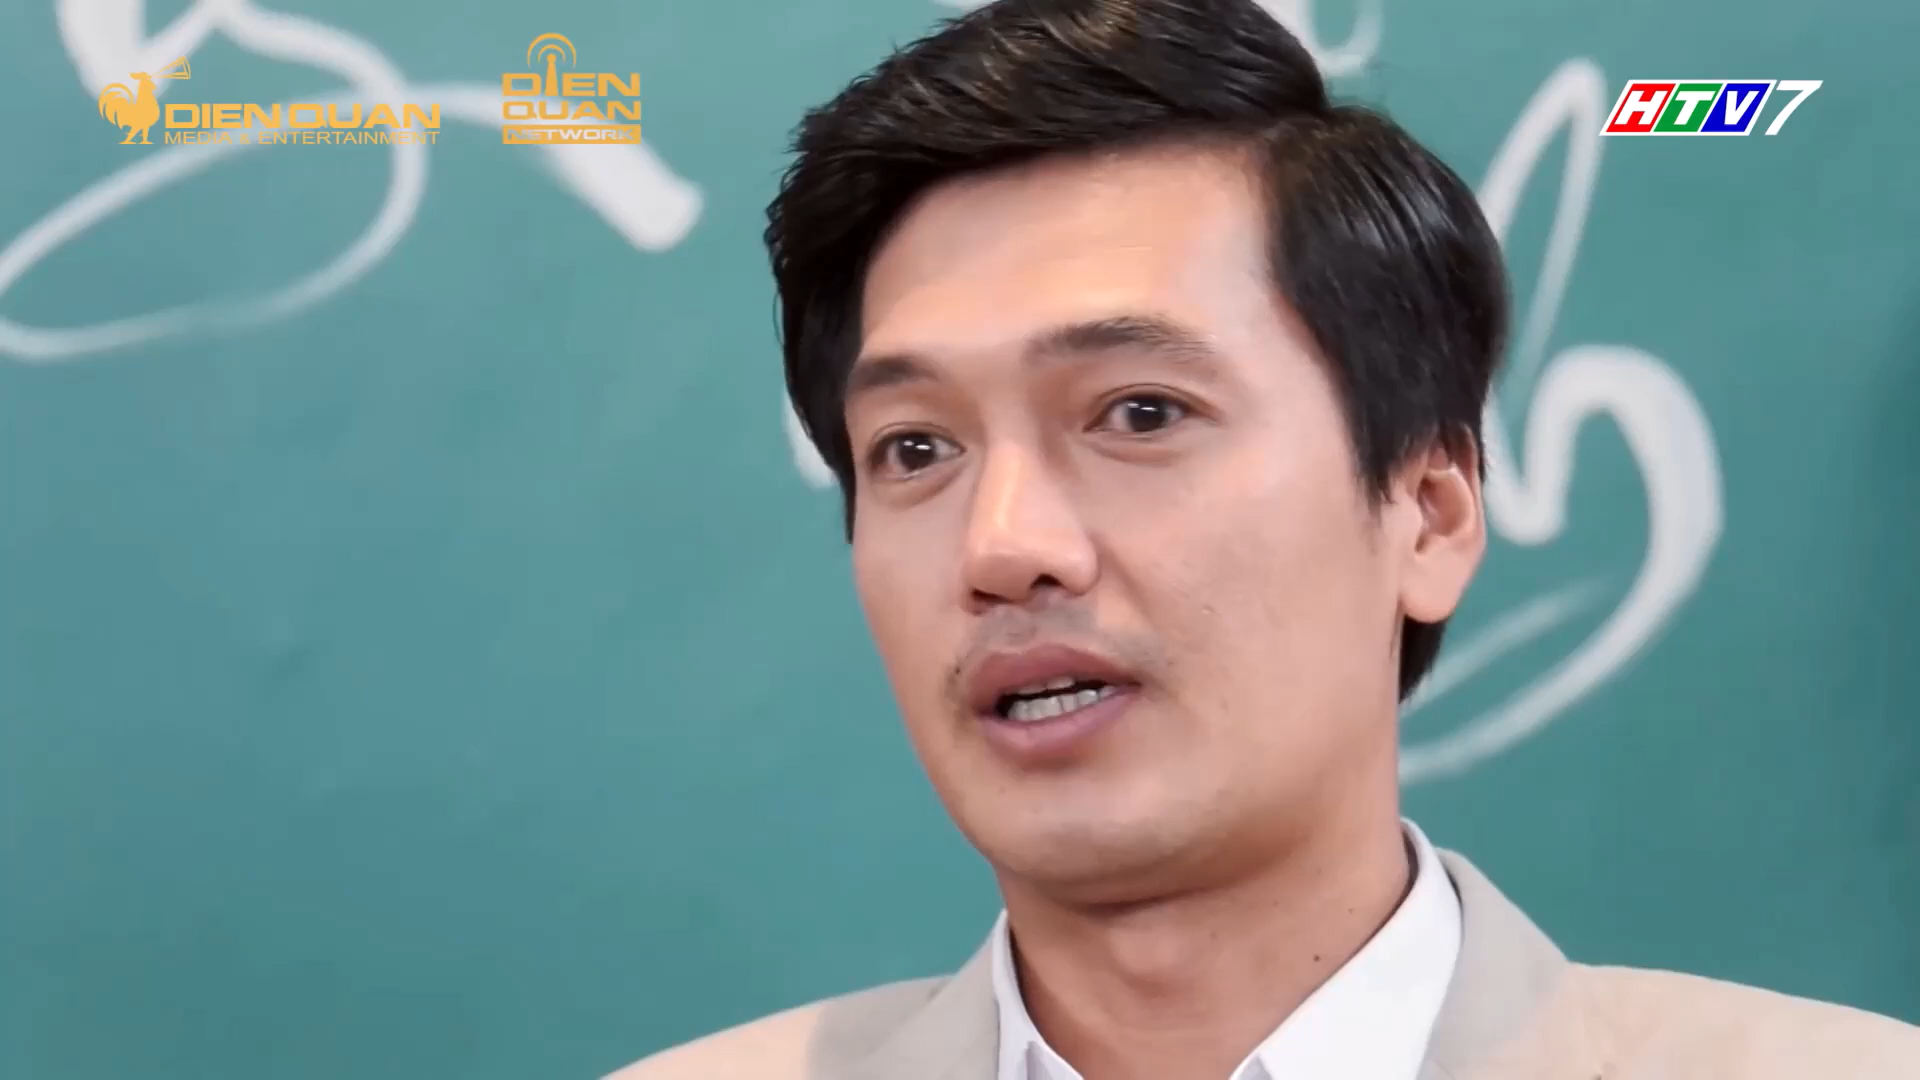 DIEN QUAN
MEDIA & ENTERTAINMENT
DIEN
QUAN
NETWORK
HTV7